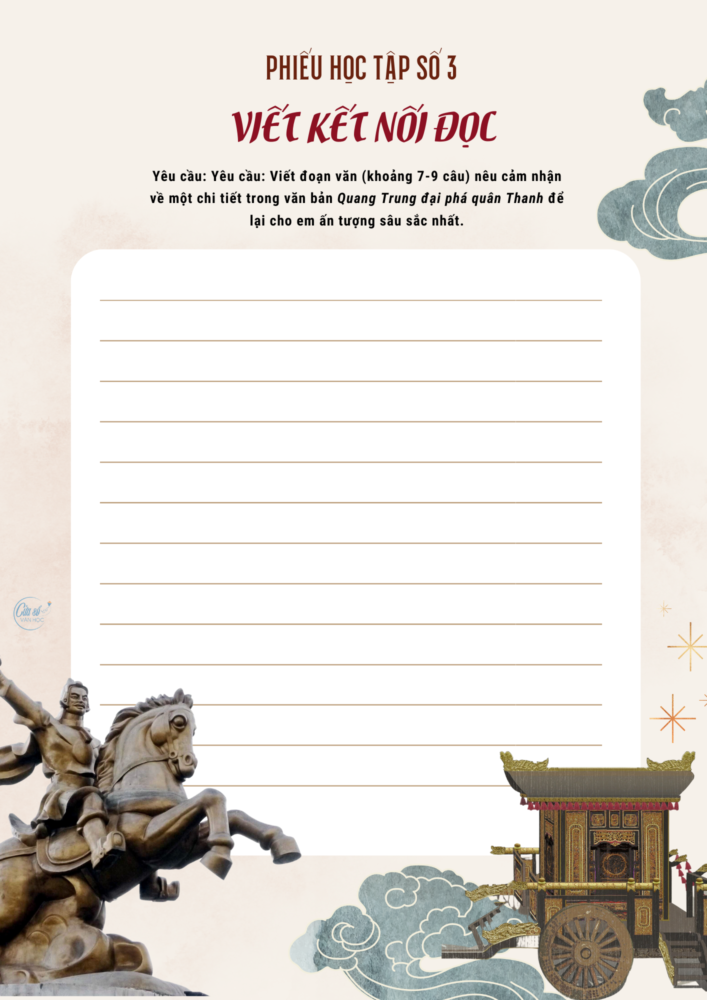 PHIẾU HỌC TẬP SỐ 3
VIẾT KẾT NỐI ĐỌC
Yêu cầu: Yêu cầu: Viết đoạn văn (khoảng 7-9 câu) nêu cảm nhận
về một chi tiết trong văn bản Quang Trung đại phá quân Thanh để
lại cho em ấn tượng sâu sắc nhất.
Cửa sổ
VĂN HỌC